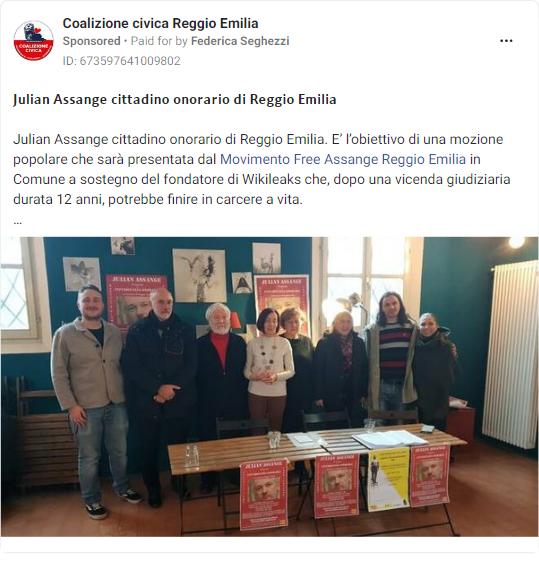 Coalizione civica Reggio Emilia
Sponsored • Paid for by Federica Seghezzi
ID: 673597641009802
Julian Assange cittadino onorario di Reggio Emilia
Julian Assange cittadino onorario di Reggio Emilia. E’ l’obiettivo di una mozione
popolare che sarà presentata dal Movimento Free Assange Reggio Emilia in
Comune a sostegno del fondatore di Wikileaks che, dopo una vicenda giudiziaria
durata 12 anni, potrebbe finire in carcere a vita.
...
COALIZIONE
CIVICA
JULIAN ASSANGE
JULIAN ASSANGE
JULIAN ASSANGE
JULIAN ASSANGE
JULIAN ASSANGE